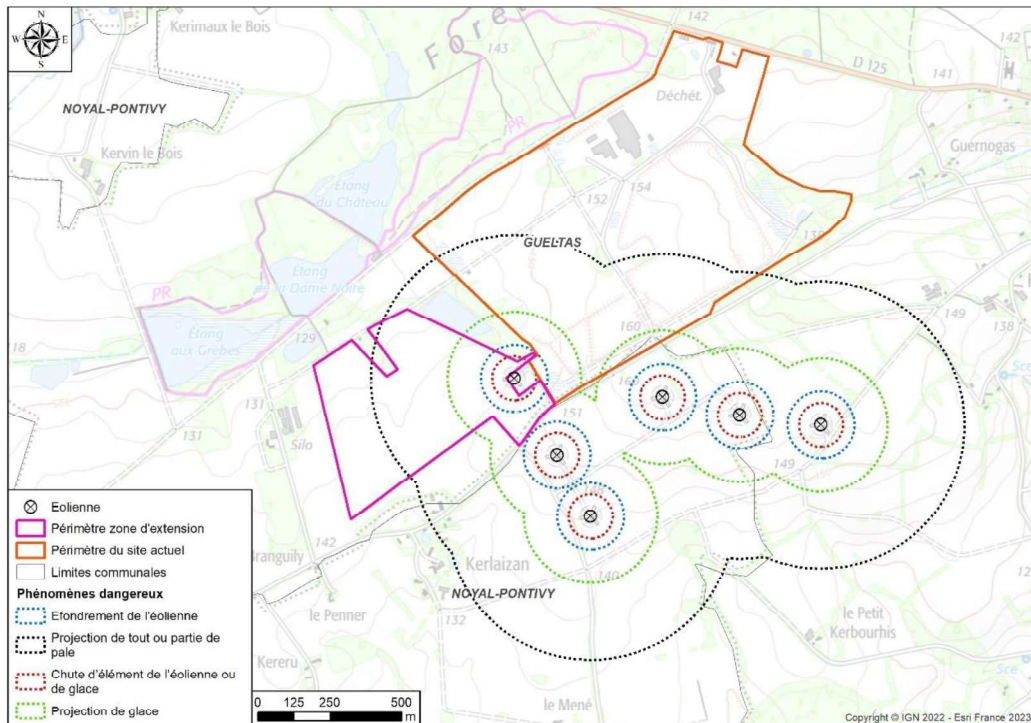 N
W E
S
Kerimaux le Bois
142
143
142
D 125
141
NOYAL-PONTIVY
Déchet.
Kervin le Bois
PR
Guernogas
Étang
du Château
154
152
GUELTAS
Étang
de la Dame Noire
PR
Étang
aux Grèbes
129
118
160
149
138
Sce
131
151
131
Silo
149
142
Branguily
Kerlaizan
140
le Penner
NOYAL-PONTIVY
132
le Petit
Kerbourhis
Kereru
le Mené
Sce
Eolienne
Périmètre zone d'extension
Périmètre du site actuel
Limites communales
Phénomènes dangereux
Effondrement de l'éolienne
Projection de tout ou partie de
pale
Chute d'élément de l'éolienne ou
de glace
Projection de glace
0 125 250 500
m
Copyright © IGN 2022 - Esri France 2023